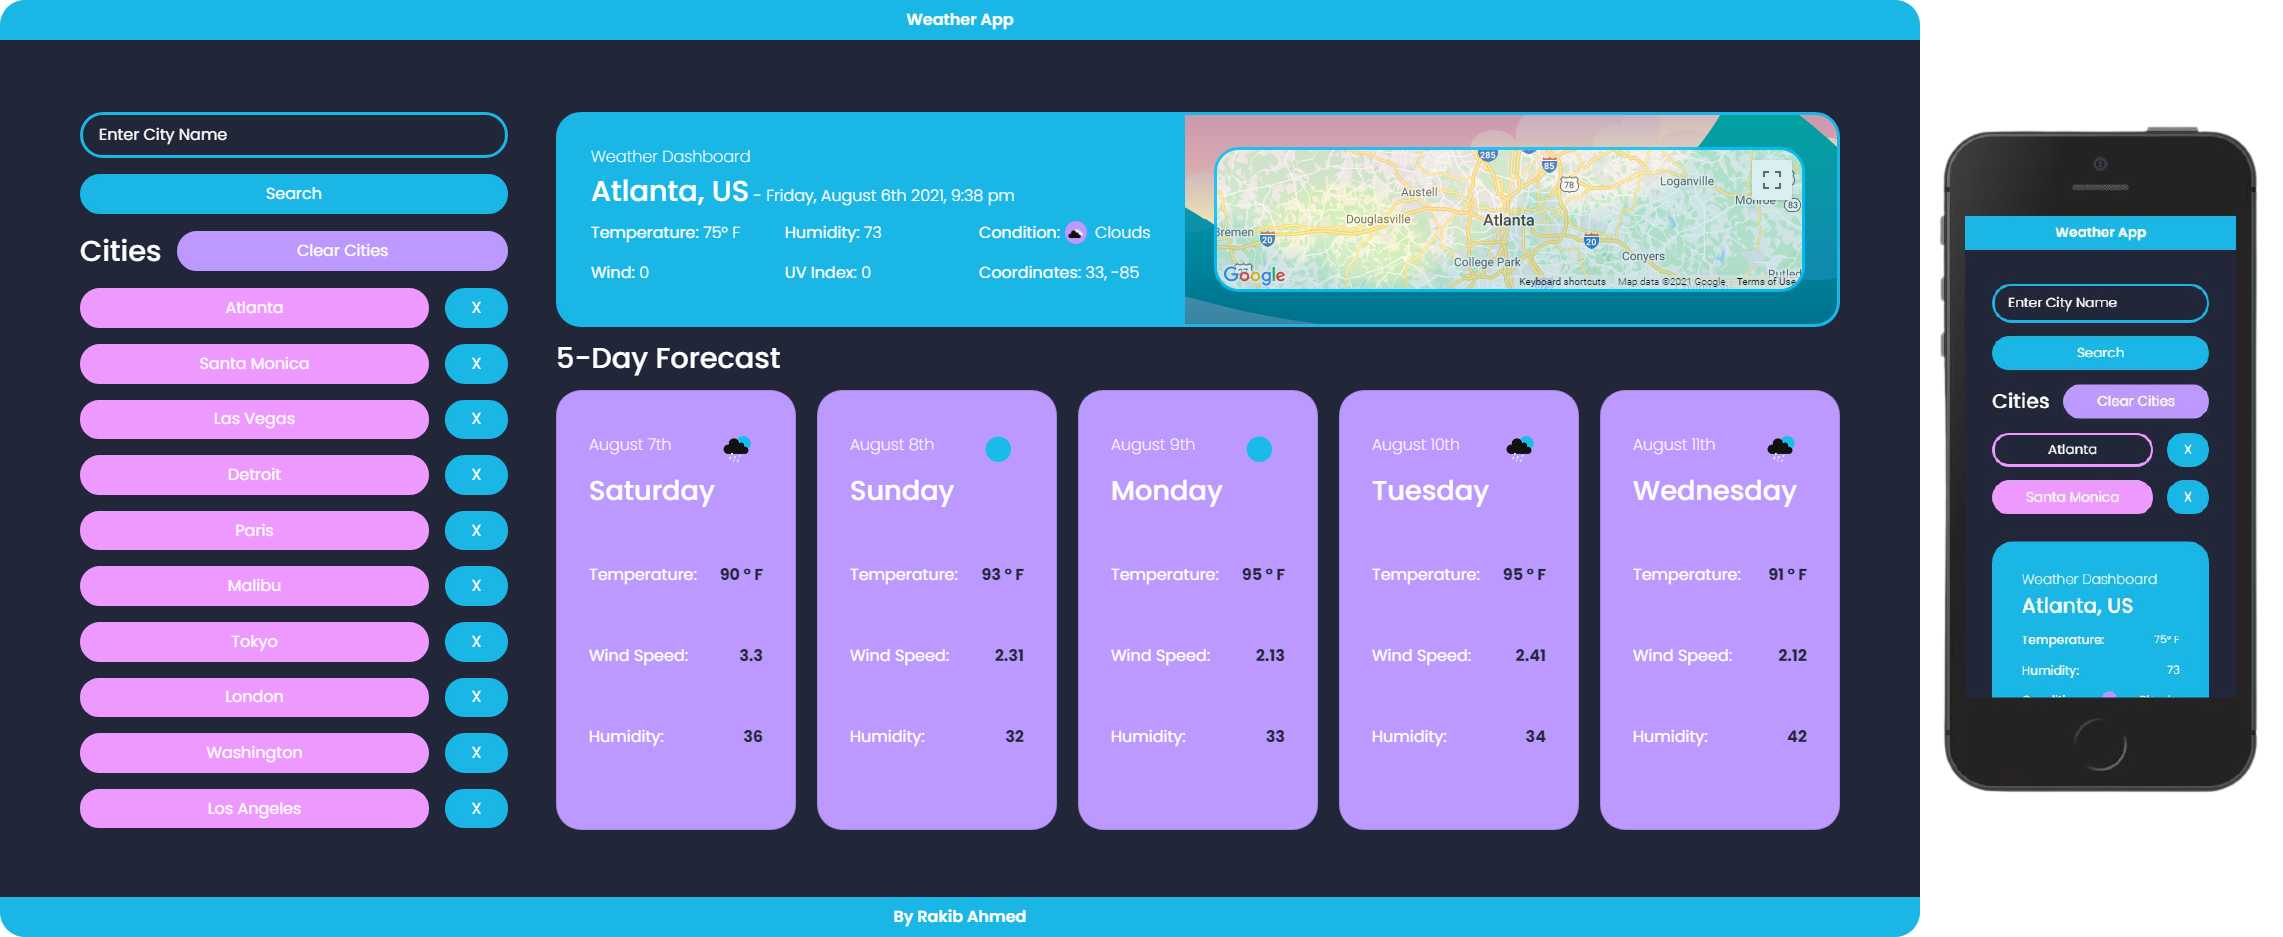 Weather App
Enter City Name
Search
Cities
Clear Cities
Atlanta X
Santa Monica X
Las Vegas X
Detroit X
Paris X
Malibu X
Tokyo X
London X
Washington X
Los Angeles X
Weather Dashboard
Atlanta, US - Friday, August 6th 2021, 9:38 pm
Temperature: 75° F Humidity: 73 Condition: Clouds
Wind: 0 UV Index: 0 Coordinates: 33, -85
285
85
Austell
78
Loganville
Monroe
83
Douglasville
Atlanta
Bremen
20
20
College Park
Conyers
27
Rutled
Google
Keyboard shortcuts Map data ©2021 Google Terms of Use
5-Day Forecast
August 7th
Saturday
Temperature: 90 ° F
Wind Speed: 3.3
Humidity: 36
August 8th
Sunday
Temperature: 93 ° F
Wind Speed: 2.31
Humidity: 32
August 9th
Monday
Temperature: 95 ° F
Wind Speed: 2.13
Humidity: 33
August 10th
Tuesday
Temperature: 95 ° F
Wind Speed: 2.41
Humidity: 34
August 11th
Wednesday
Temperature: 91 ° F
Wind Speed: 2.12
Humidity: 42
By Rakib Ahmed
Weather App
Enter City Name
Search
Cities
Clear Cities
Atlanta X
Santa Monica X
Weather Dashboard
Atlanta, US
Temperature: 75° F
Humidity: 73